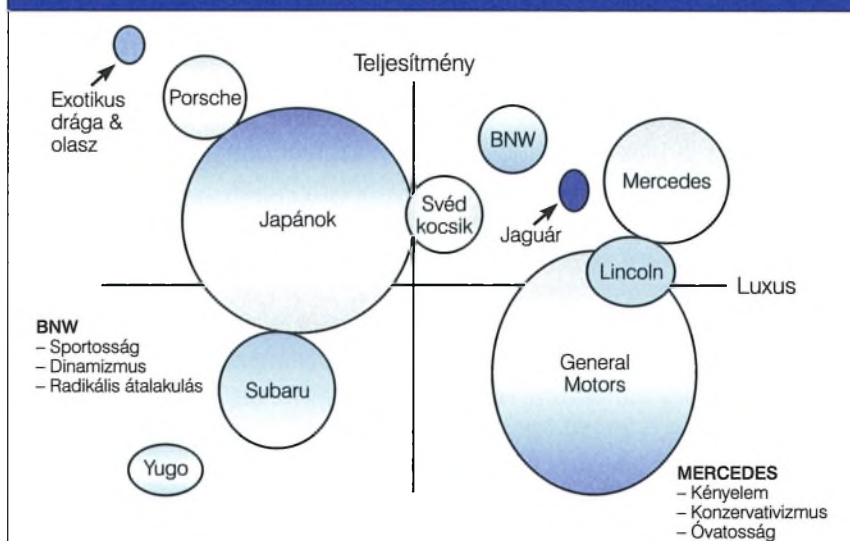 Teljesítmény
Exotikus
drága &
olasz
Porsche
BNW
Mercedes
Japánok
Svéd
kocsik
Jaguár
Lincoln
Luxus
BNW
– Sportosság
– Dinamizmus
– Radikális átalakulás
Subaru
General
Motors
Yugo
MERCEDES
– Kényelem
– Konzervativizmus
– Óvatosság